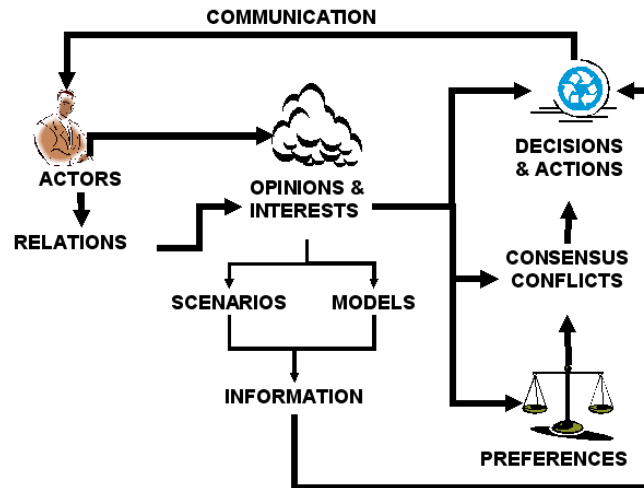 COMMUNICATION
ACTORS
RELATIONS
OPINIONS &
INTERESTS
DECISIONS
& ACTIONS
CONSENSUS
CONFLICTS
SCENARIOS
MODELS
INFORMATION
PREFERENCES